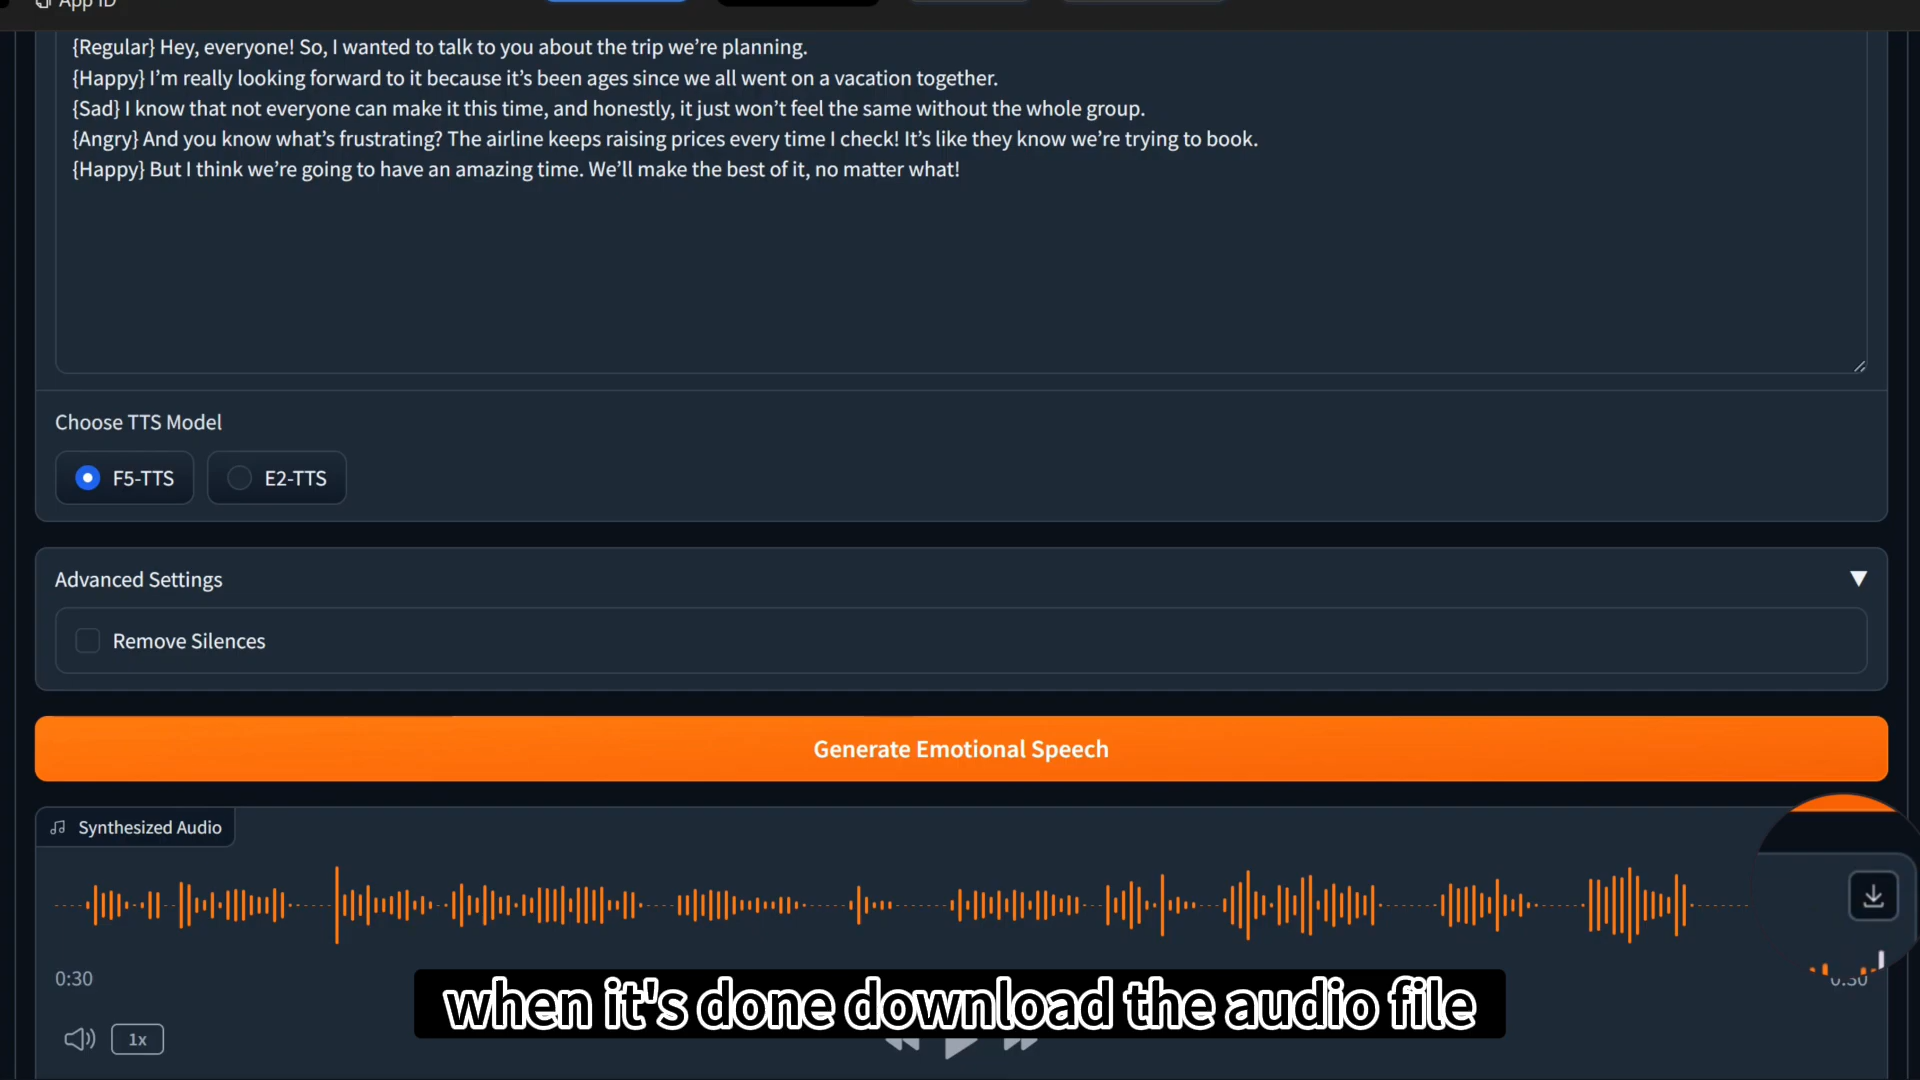 App ID
{Regular} Hey, everyone! So, I wanted to talk to you about the trip we’re planning.
{Happy} I’m really looking forward to it because it’s been ages since we all went on a vacation together.
{Sad} I know that not everyone can make it this time, and honestly, it just won’t feel the same without the whole group.
{Angry} And you know what’s frustrating? The airline keeps raising prices every time I check! It’s like they know we’re trying to book.
{Happy} But I think we’re going to have an amazing time. We’ll make the best of it, no matter what!
Choose TTS Model
F5-TTS E2-TTS
Advanced Settings
Remove Silences
Generate Emotional Speech
Synthesized Audio
0:30 0:30
when it's done download the audio file
1x